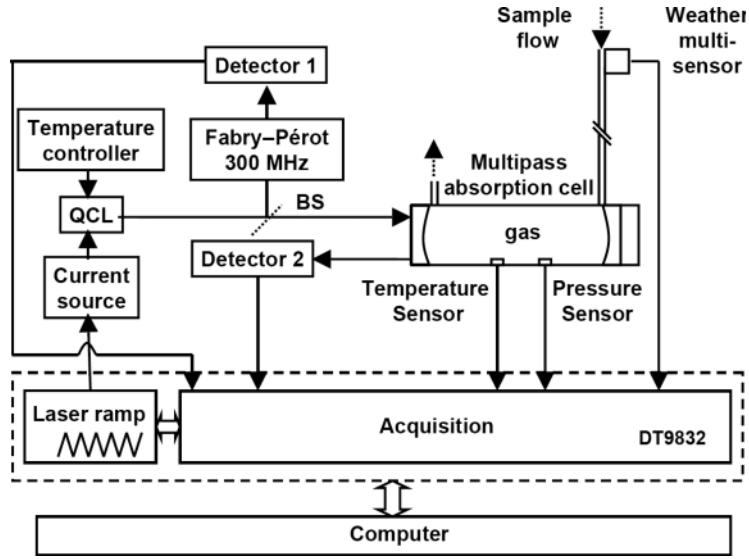 Sample
flow
Weather
multi-
sensor
Detector 1
Temperature
controller
Fabry–Pérot
300 MHz
Multipass
absorption cell
BS
QCL
gas
Detector 2
Current
source
Temperature
Sensor
Pressure
Sensor
Laser ramp
Acquisition
DT9832
Computer